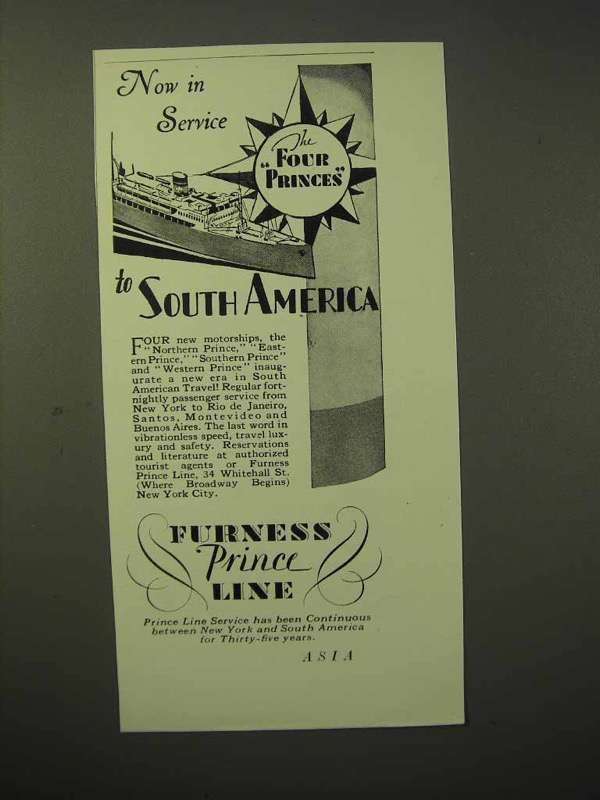 Now in
Service
The
"FOUR
PRINCES"
to
SOUTH AMERICA
FOUR new motorships, the
"Northern Prince," "East-
ern Prince," "Southern Prince"
and "Western Prince" inaug-
urate a new era in South
American Travel! Regular fort-
nightly passenger service from
New York to Rio de Janeiro,
Santos, Montevideo and
Buenos Aires. The last word in
vibrationless speed, travel lux-
ury and safety. Reservations
and literature at authorized
tourist agents or Furness
Prince Line, 34 Whitehall St.
(Where Broadway Begins)
New York City.
FURNESS
Prince
LINE
Prince Line Service has been Continuous
between New York and South America
for Thirty-five years.
ASIA